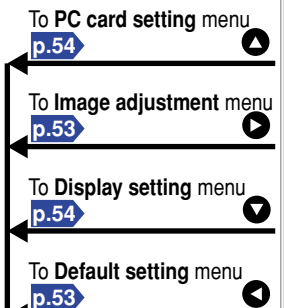 To PC card setting menu
p.54
To Image adjustment menu
p.53
To Display setting menu
p.54
To Default setting menu
p.53